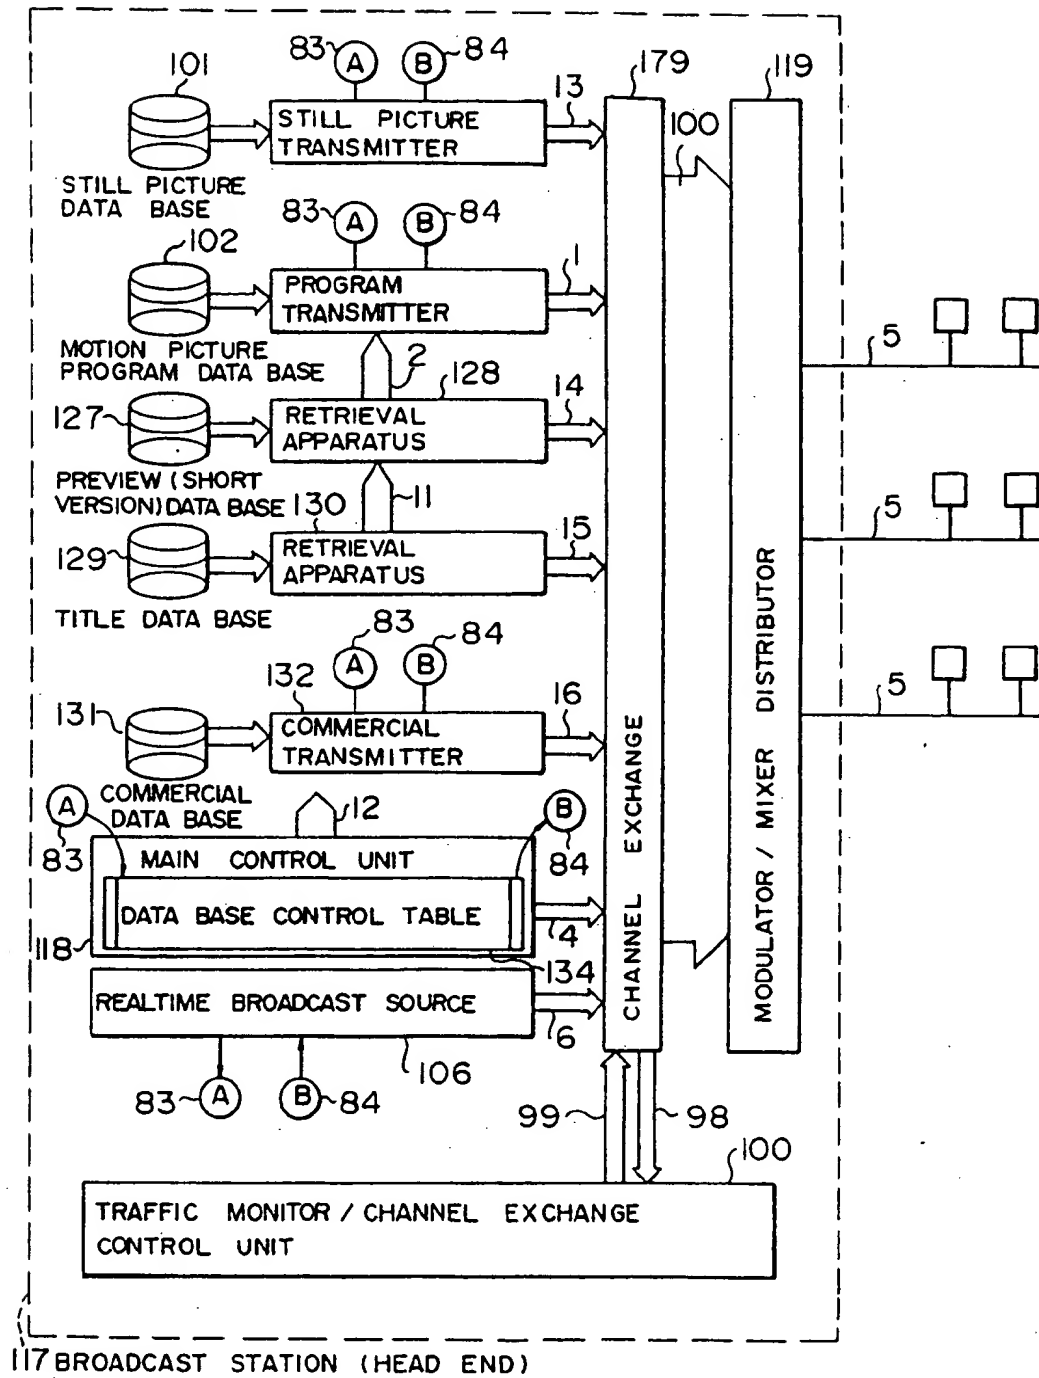 83 A B 84
101
STILL PICTURE
TRANSMITTER
13
179
119
100
STILL PICTURE
DATA BASE
83 A B 84
102
PROGRAM
TRANSMITTER
1
MOTION PICTURE
PROGRAM DATA BASE
2
128
5
127
RETRIEVAL
APPARATUS
14
PREVIEW (SHORT
VERSION) DATA BASE
130
11
5
129
RETRIEVAL
APPARATUS
15
TITLE DATA BASE
83 A B 84
132
131
COMMERCIAL
TRANSMITTER
16
5
COMMERCIAL
DATA BASE
A
83
12
B
84
MAIN CONTROL UNIT
DATA BASE CONTROL TABLE
4
118
134
REALTIME BROADCAST SOURCE
6
106
83 A B 84
CHANNEL EXCHANGE
MODULATOR / MIXER DISTRIBUTOR
99
98
100
TRAFFIC MONITOR / CHANNEL EXCHANGE
CONTROL UNIT
117 BROADCAST STATION (HEAD END)